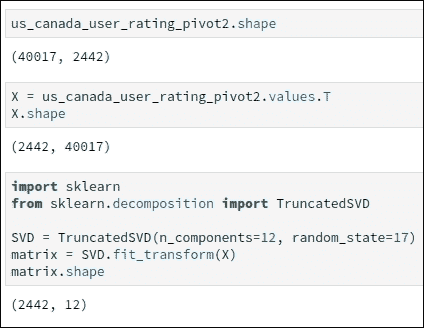 us_canada_user_rating_pivot2.shape
(40017, 2442)
X = us_canada_user_rating_pivot2.values.T
X.shape
(2442, 40017)
import sklearn
from sklearn.decomposition import TruncatedSVD
SVD = TruncatedSVD(n_components=12, random_state=17)
matrix = SVD.fit_transform(X)
matrix.shape
(2442, 12)